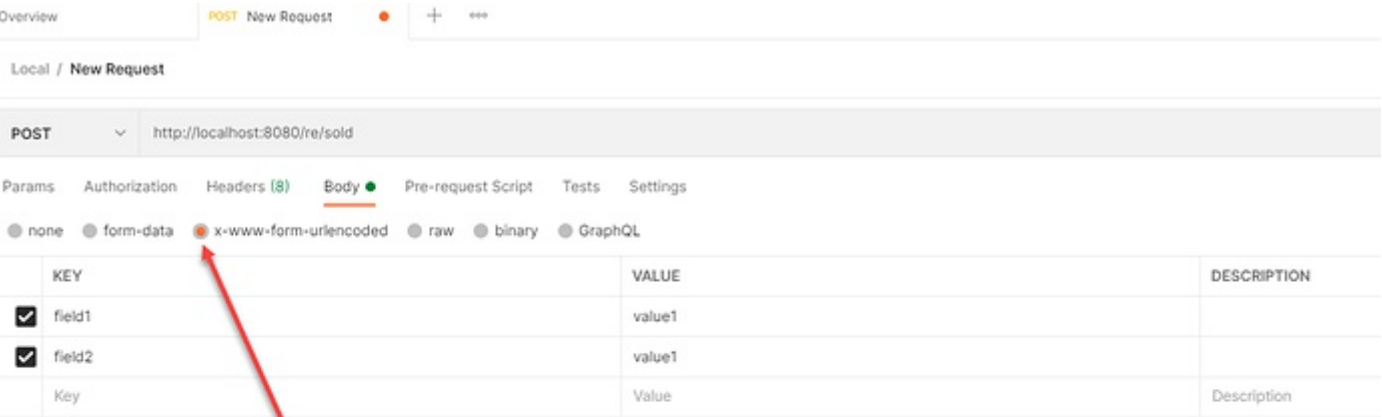 Overview POST New Request
Local / New Request
POST http://localhost:8080/re/sold
Params Authorization Headers (8) Body Pre-request Script Tests Settings
none form-data x-www-form-urlencoded raw binary GraphQL
KEY VALUE DESCRIPTION
field1 value1
field2 value1
Key Value Description